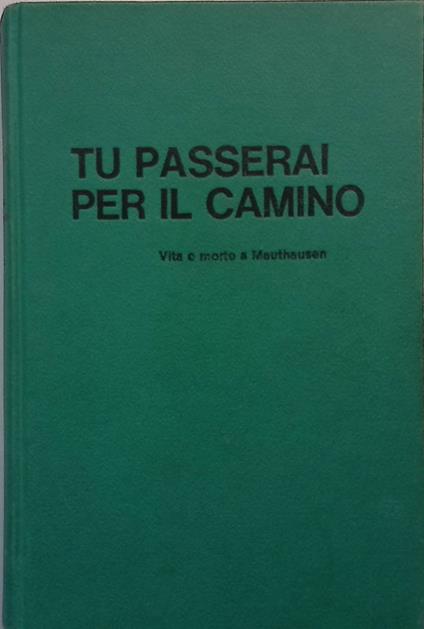 TU PASSERAI
PER IL CAMINO
Vita e morte a Mauthausen